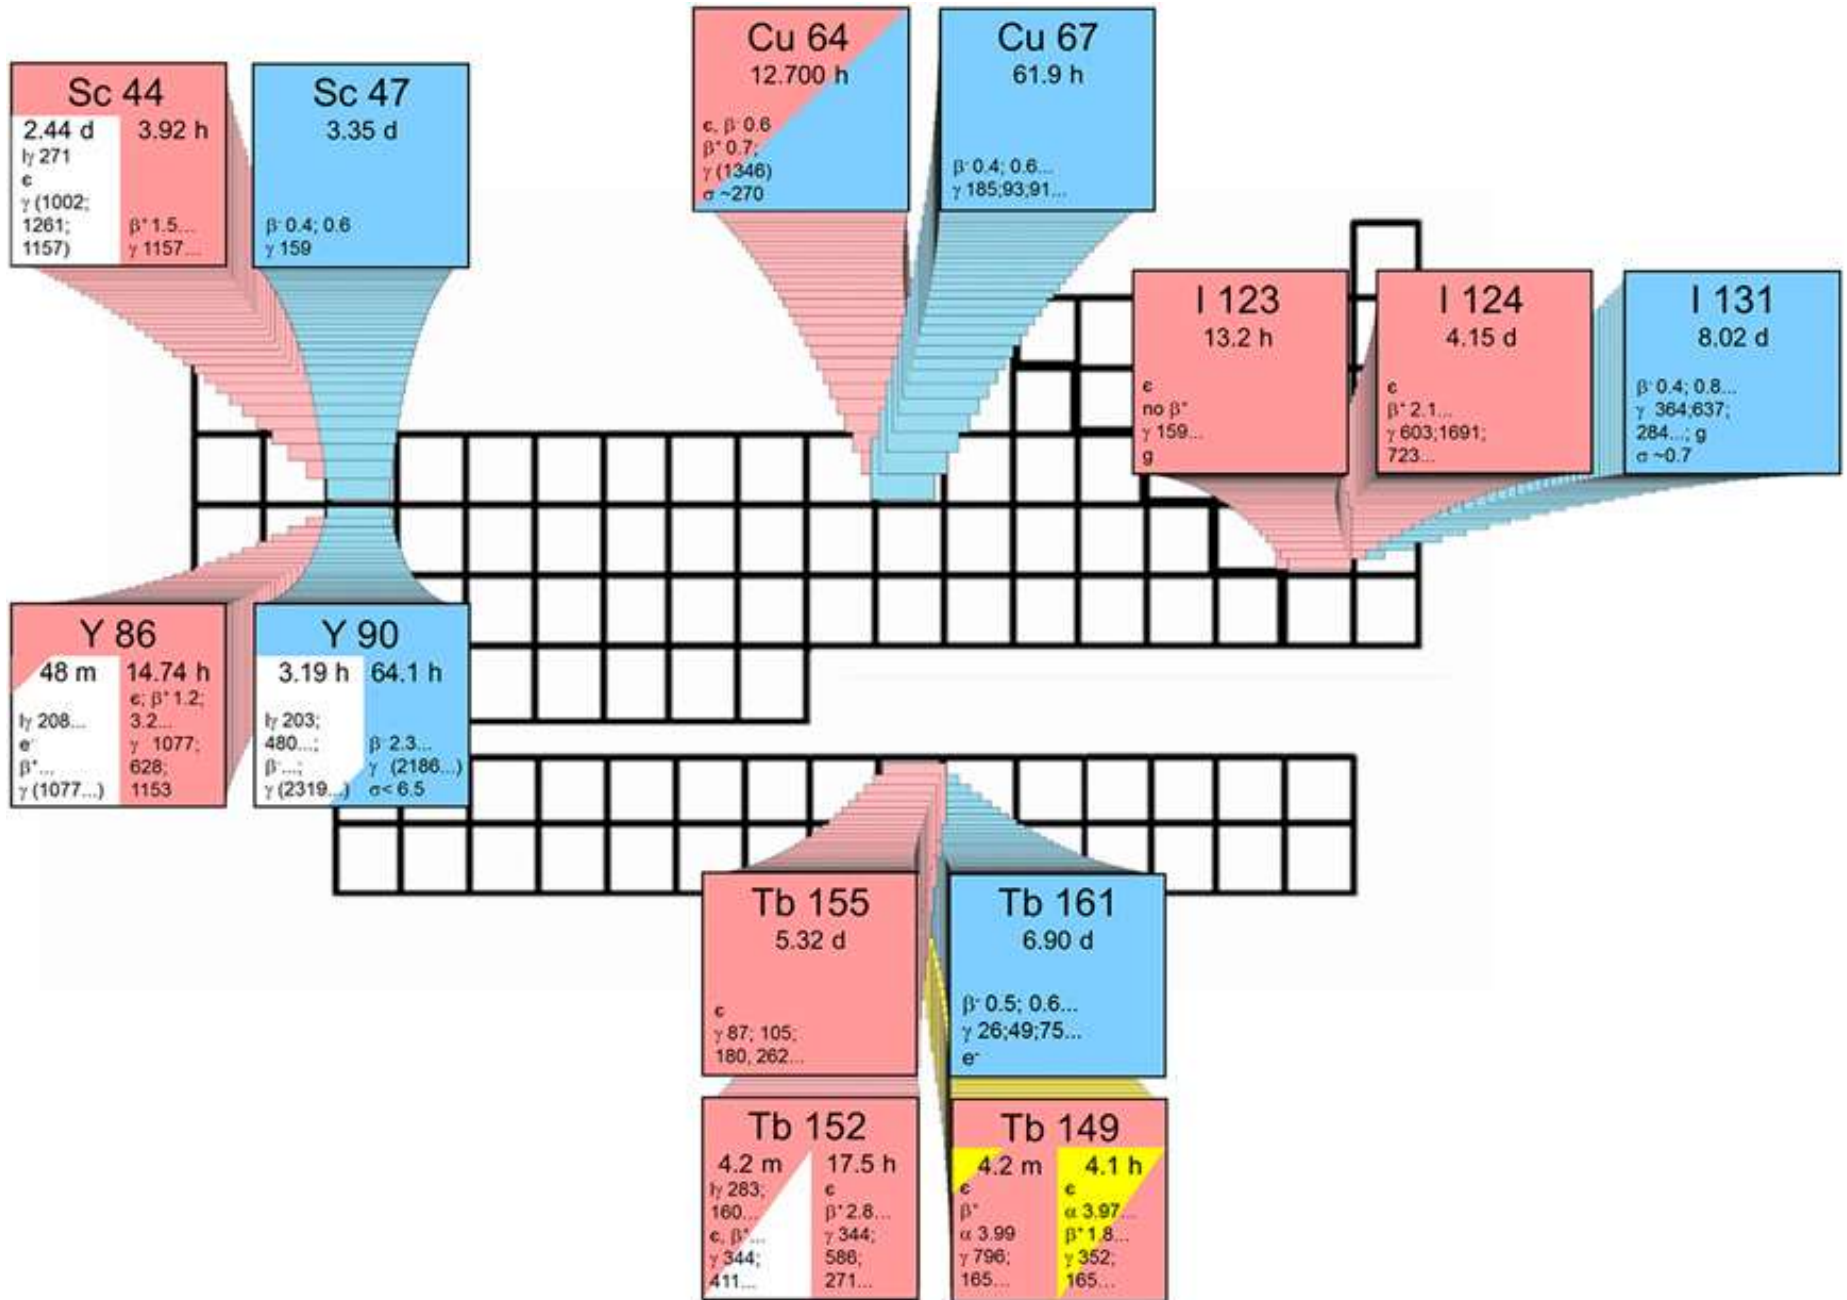 Sc 44
2.44 d
Iγ 271
ϵ
γ (1002;
1261;
1157)
3.92 h
β⁺ 1.5...
γ 1157...
Sc 47
3.35 d
β⁻ 0.4; 0.6
γ 159
Cu 64
12.700 h
ϵ, β⁻ 0.6
β⁺ 0.7;
γ (1346)
σ ~270
Cu 67
61.9 h
β⁻ 0.4; 0.6...
γ 185;93;91...
I 123
13.2 h
ϵ
no β⁺
γ 159...
g
I 124
4.15 d
ϵ
β⁺ 2.1...
γ 603;1691;
723...
I 131
8.02 d
β⁻ 0.4; 0.8...
γ 364;637;
284...; g
σ ~0.7
Y 86
48 m
Iγ 208...
e⁻
β⁺...
γ (1077...)
14.74 h
ϵ; β⁺ 1.2;
3.2...
γ 1077;
628;
1153
Y 90
3.19 h
Iγ 203;
480...;
β⁻...;
γ (2319...)
64.1 h
β⁻ 2.3...
γ (2186...)
σ< 6.5
Tb 155
5.32 d
ϵ
γ 87; 105;
180, 262...
Tb 161
6.90 d
β⁻ 0.5; 0.6...
γ 26;49;75...
e⁻
Tb 152
4.2 m
Iγ 283;
160...
ϵ, β⁺...
γ 344;
411...
17.5 h
ϵ
β⁺ 2.8...
γ 344;
586;
271...
Tb 149
4.2 m
ϵ
β⁺
α 3.99
γ 796;
165...
4.1 h
ϵ
α 3.97...
β⁺ 1.8...
γ 352;
165...